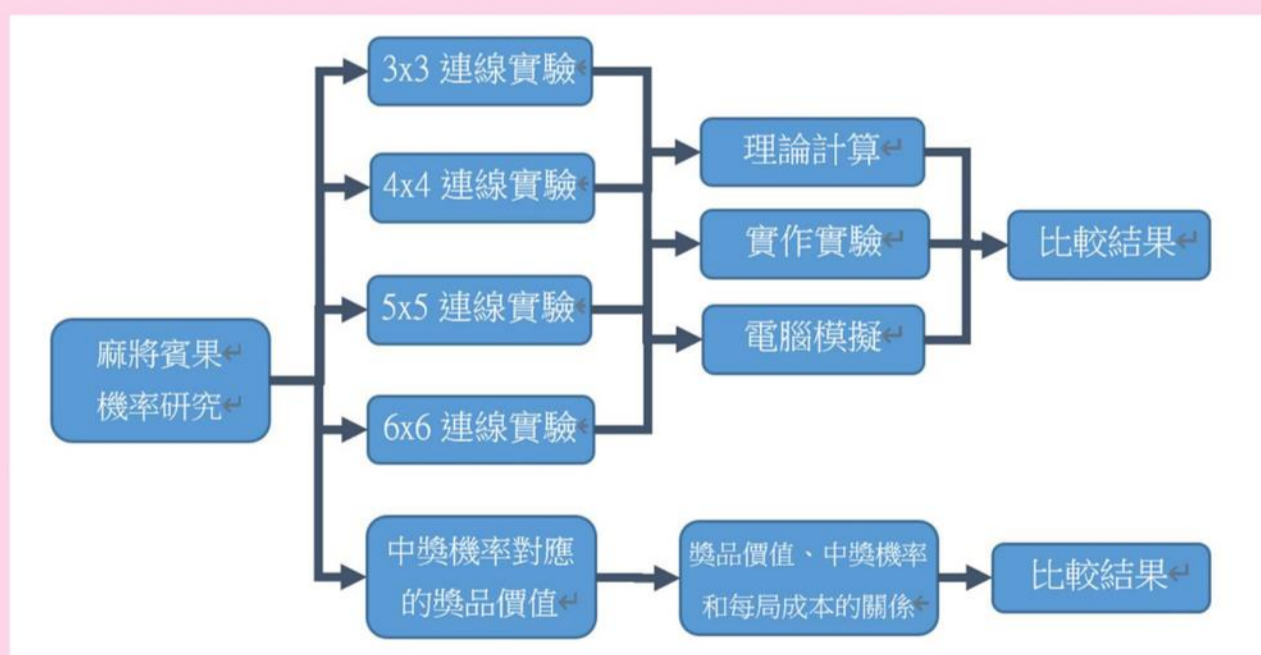 3x3 連線實驗
4x4 連線實驗
5x5 連線實驗
6x6 連線實驗
麻將賓果
機率研究
中獎機率對應
的獎品價值
理論計算
實作實驗
電腦模擬
比較結果
獎品價值、中獎機率
和每局成本的關係
比較結果